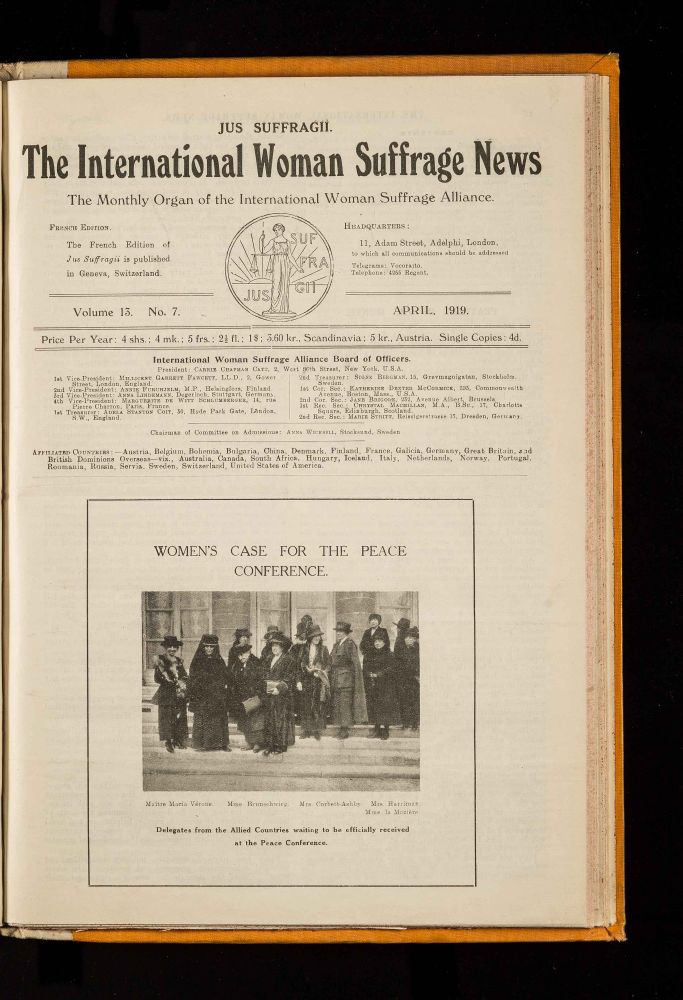 JUS SUFFRAGII.
The International Woman Suffrage News
The Monthly Organ of the International Woman Suffrage Alliance.
FRENCH EDITION.
The French Edition of
Jus Suffragii is published
in Geneva, Switzerland.
JUS SUF FRA GII
HEADQUARTERS:
11, Adam Street, Adelphi, London,
to which all communications should be addressed
Telegrams: Vocoraito.
Telephone: 4255 Regent.
Volume 13. No. 7.
APRIL, 1919.
Price Per Year: 4 shs.; 4 mk.; 5 frs.; 2½ fl.; 1$; 3.60 kr., Scandinavia; 5 kr., Austria. Single Copies: 4d.
International Woman Suffrage Alliance Board of Officers.
President: CARRIE CHAPMAN CATT, 2, West 86th Street, New York, U.S.A.
1st Vice-President: MILLICENT GARRETT FAWCETT, LL.D., 2, Gower
Street, London, England.
2nd Vice-President: ANNIE FURUHJELM, M.P., Helsingfors, Finland.
3rd Vice-President: ANNA LINDEMANN, Degerloch, Stuttgart, Germany.
4th Vice-President: MARGUERITE DE WITT SCHLUMBERGER, 14, rue
Pierre Charron, Paris, France.
1st Treasurer: ADELA STANTON COIT, 30, Hyde Park Gate, London,
S.W., England.
2nd Treasurer: SIGNE BERGMAN, 15, Grevmagnigatan, Stockholm,
Sweden.
1st Cor. Sec.: KATHERINE DEXTER MCCORMICK, 393, Commonwealth
Avenue, Boston, Mass., U.S.A.
2nd Cor. Sec.: JANE BRIGODE, 252, Avenue Albert, Brussels.
1st Rec. Sec.: CHRYSTAL MACMILLAN, M.A., B.Sc., 17, Charlotte
Square, Edinburgh, Scotland.
2nd Rec. Sec.: MARIE STRITT, Reissigerstrasse 17, Dresden, Germany.
Chairman of Committee on Admissions: ANNA WICKSELL, Stocksund, Sweden
AFFILIATED COUNTRIES:—Austria, Belgium, Bohemia, Bulgaria, China, Denmark, Finland, France, Galicia, Germany, Great Britain, and
British Dominions Overseas—viz., Australia, Canada, South Africa, Hungary, Iceland, Italy, Netherlands, Norway, Portugal,
Roumania, Russia, Servia, Sweden, Switzerland, United States of America.
WOMEN'S CASE FOR THE PEACE
CONFERENCE.
Maître Maria Vérone. Mme Brunschwicg. Mrs Corbett-Ashby. Mrs Harriman
Mme la Mazière
Delegates from the Allied Countries waiting to be officially received
at the Peace Conference.